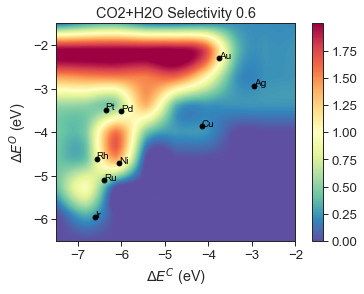 CO2+H2O Selectivity 0.6
ΔE^O (eV)
−2
−3
−4
−5
−6
Au
Ag
Pt
Pd
Cu
Rh
Ni
Ru
Ir
−7
−6
−5
−4
−3
−2
ΔE^C (eV)
1.75
1.50
1.25
1.00
0.75
0.50
0.25
0.00